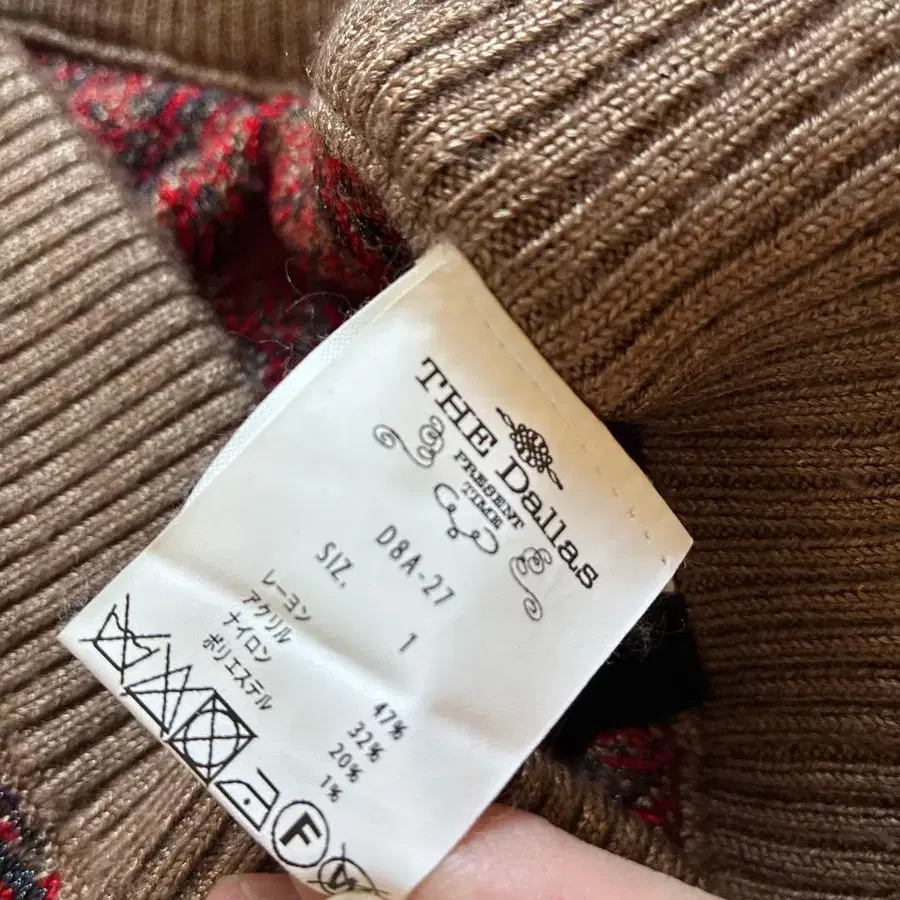 THE Dallas
PRESENT
TIME
D8A-27
SIZ. 1
レーヨン 47%
アクリル 32%
ナイロン 20%
ポリエステル 1%
F